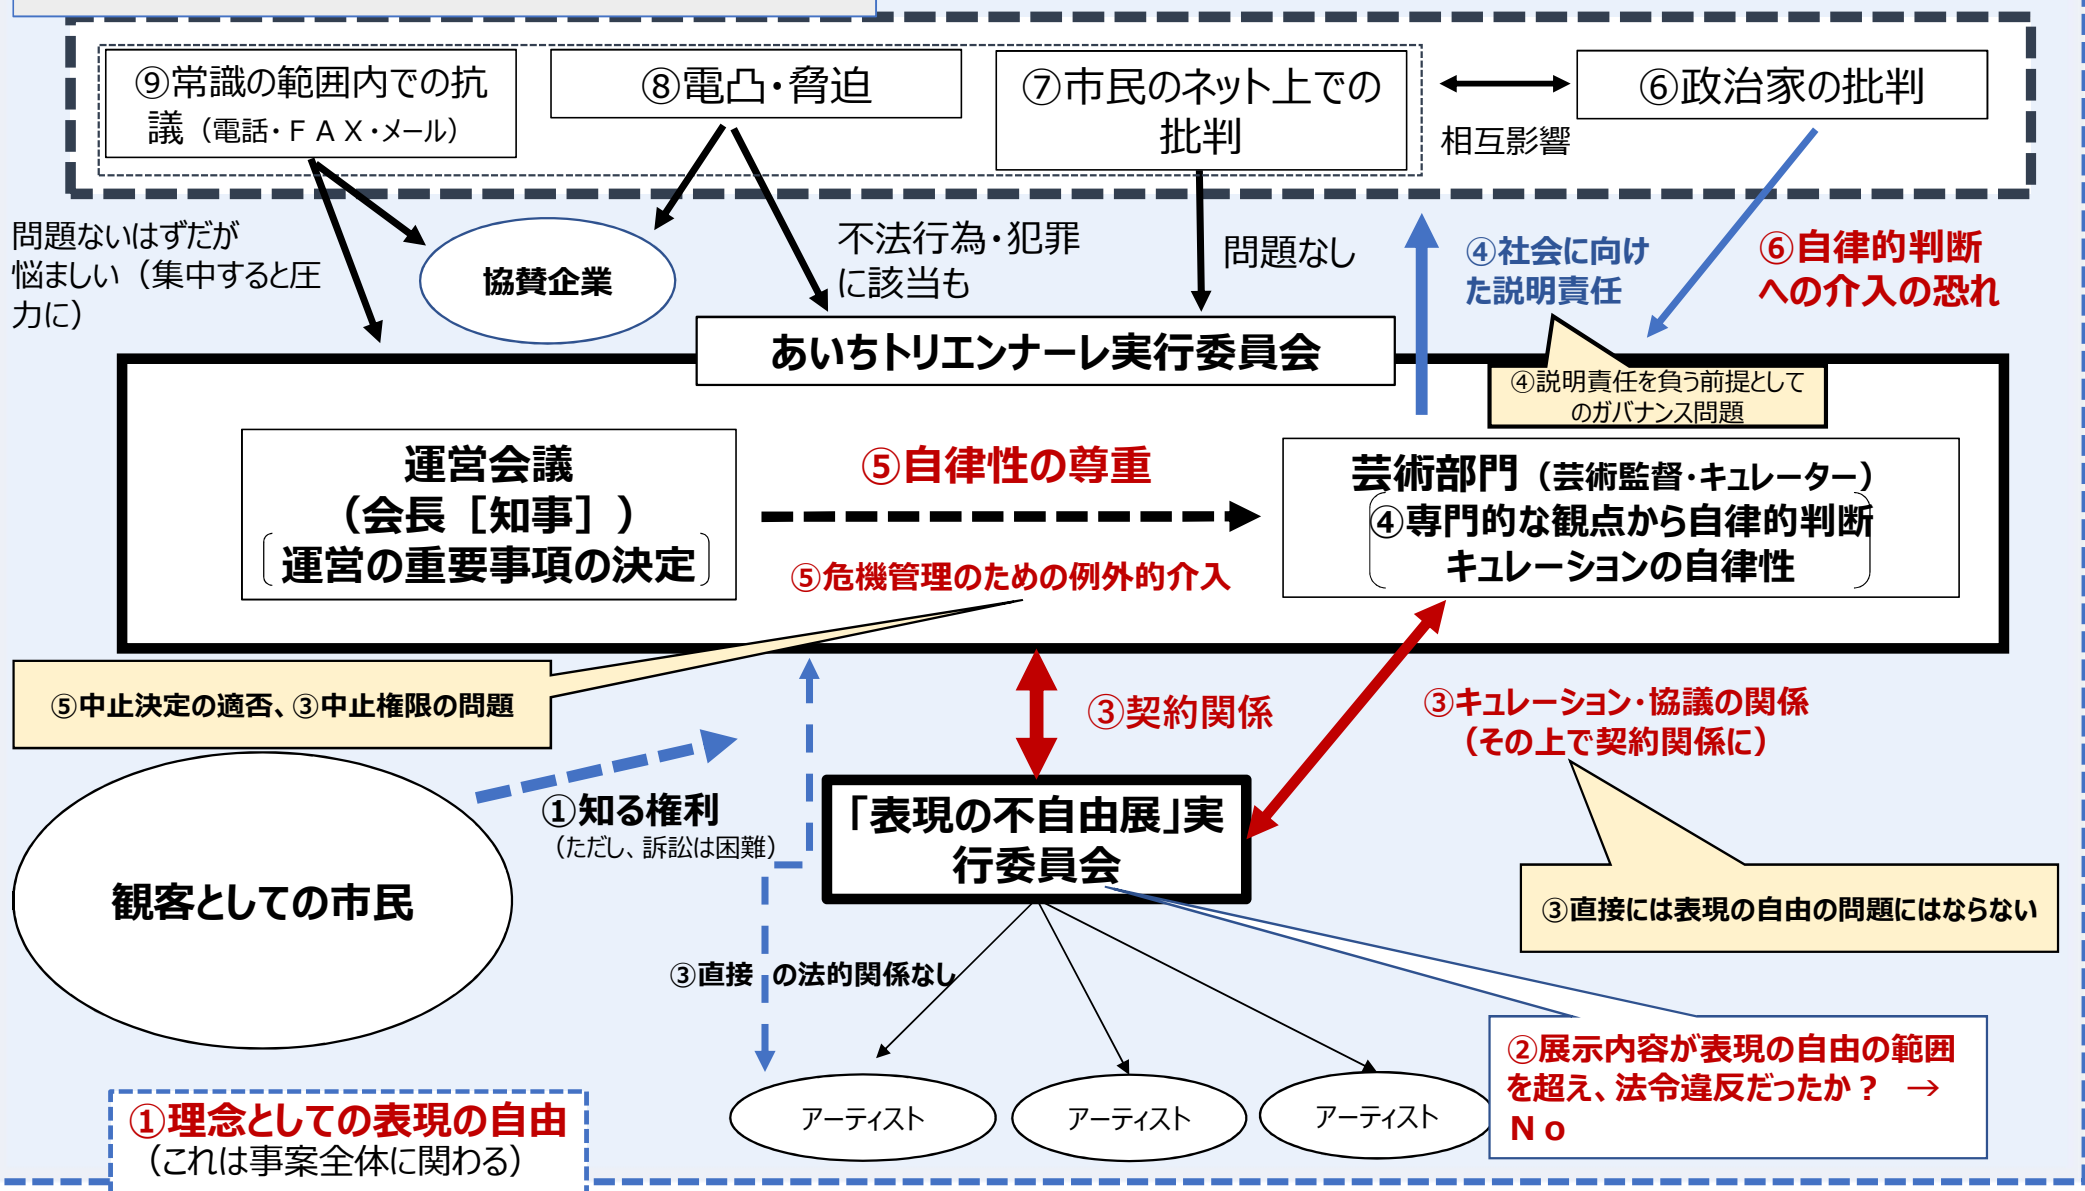 ⑨常識の範囲内での抗
議（電話・ＦＡＸ・メール）
⑧電凸・脅迫
⑦市民のネット上での
批判
⑥政治家の批判
相互影響
問題ないはずだが
悩ましい（集中すると圧
力に）
協賛企業
不法行為・犯罪
に該当も
問題なし
④社会に向け
た説明責任
⑥自律的判断
への介入の恐れ
あいちトリエンナーレ実行委員会
④説明責任を負う前提として
のガバナンス問題
運営会議
（会長［知事］）
運営の重要事項の決定
⑤自律性の尊重
⑤危機管理のための例外的介入
芸術部門（芸術監督・キュレーター）
④専門的な観点から自律的判断
キュレーションの自律性
⑤中止決定の適否、③中止権限の問題
③契約関係
③キュレーション・協議の関係
（その上で契約関係に）
①知る権利
（ただし、訴訟は困難）
「表現の不自由展」実
行委員会
観客としての市民
③直接には表現の自由の問題にはならない
③直接　の法的関係なし
②展示内容が表現の自由の範囲
を超え、法令違反だったか？　→
Ｎｏ
アーティスト
アーティスト
アーティスト
①理念としての表現の自由
（これは事案全体に関わる）